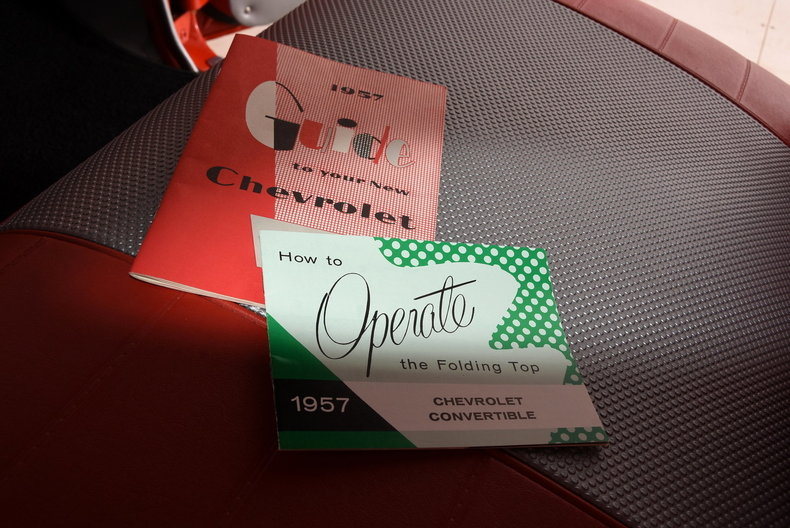 1957
Guide
to your New
Chevrolet
How to
Operate
the Folding Top
1957
CHEVROLET
CONVERTIBLE